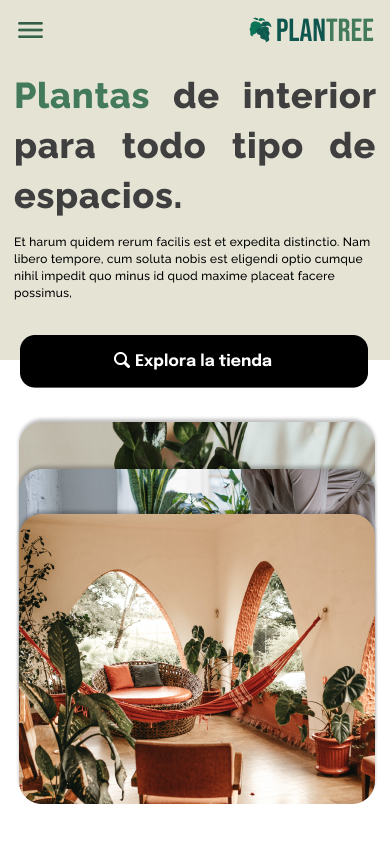 PLANTREE
Plantas de interior
para todo tipo de
espacios.
Et harum quidem rerum facilis est et expedita distinctio. Nam
libero tempore, cum soluta nobis est eligendi optio cumque
nihil impedit quo minus id quod maxime placeat facere
possimus,
Explora la tienda